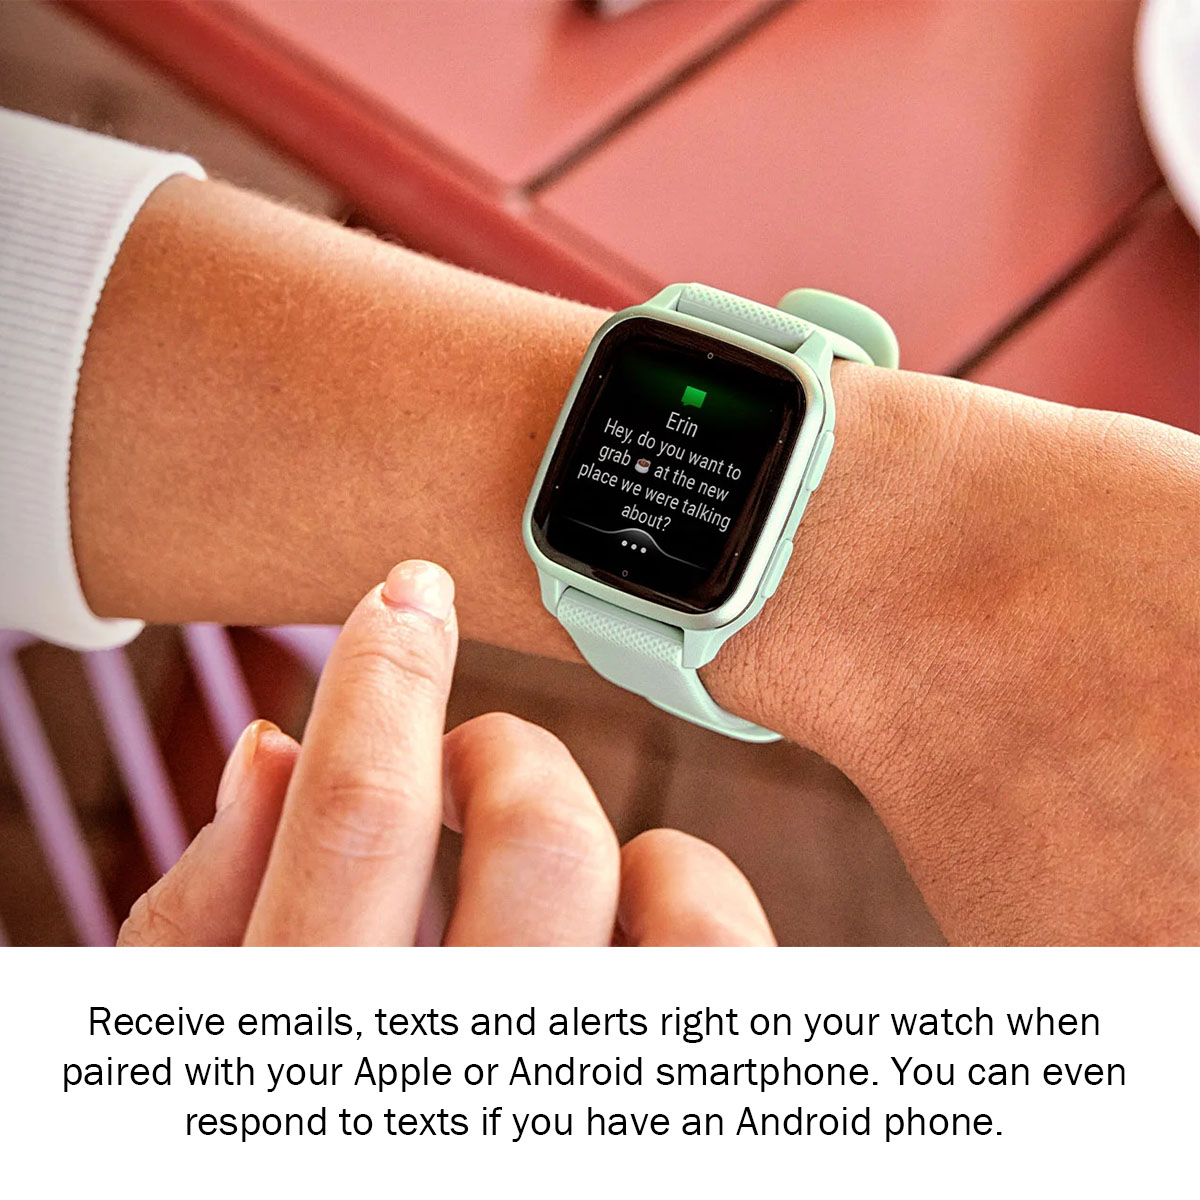 Erin
Hey, do you want to
grab ☕ at the new
place we were talking
about?
Receive emails, texts and alerts right on your watch when
paired with your Apple or Android smartphone. You can even
respond to texts if you have an Android phone.